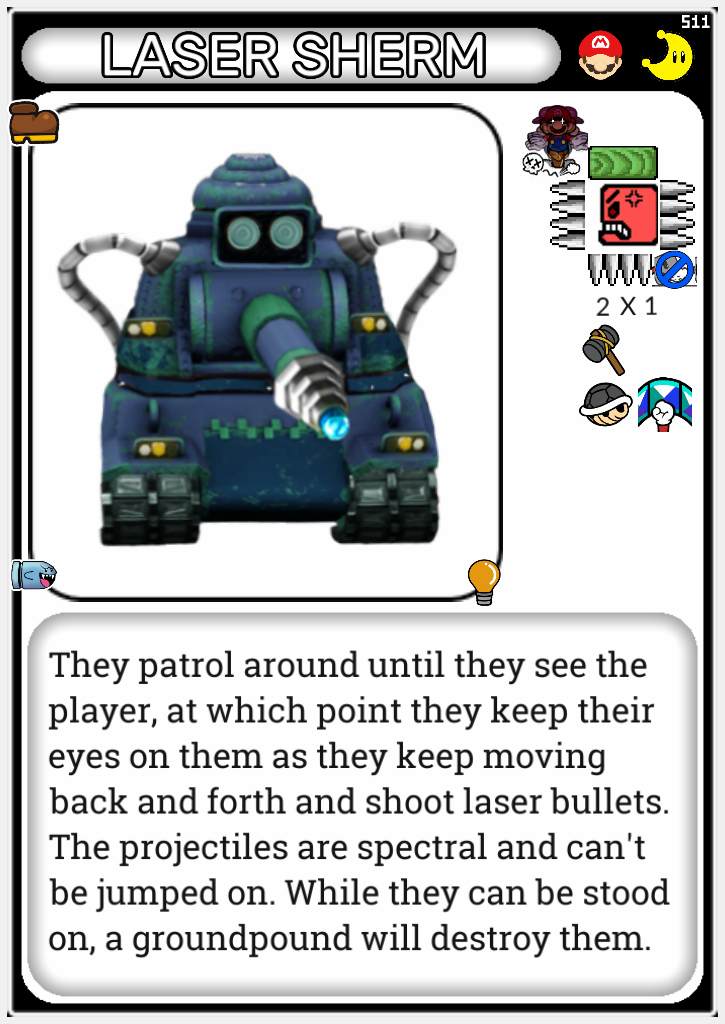 511
LASER SHERM
2 X 1
They patrol around until they see the
player, at which point they keep their
eyes on them as they keep moving
back and forth and shoot laser bullets.
The projectiles are spectral and can't
be jumped on. While they can be stood
on, a groundpound will destroy them.